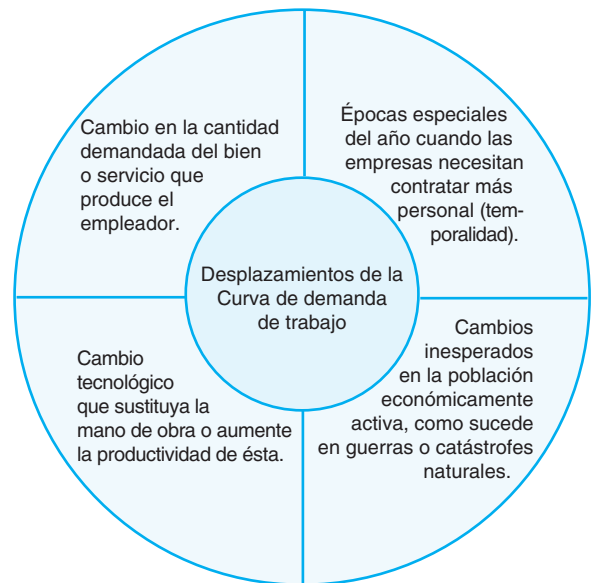 Cambio en la cantidad
demandada del bien
o servicio que
produce el
empleador.
Épocas especiales
del año cuando las
empresas necesitan
contratar más
personal (tem-
poralidad).
Desplazamientos de la
Curva de demanda
de trabajo
Cambio
tecnológico
que sustituya la
mano de obra o aumente
la productividad de ésta.
Cambios
inesperados
en la población
económicamente
activa, como sucede
en guerras o catástrofes
naturales.